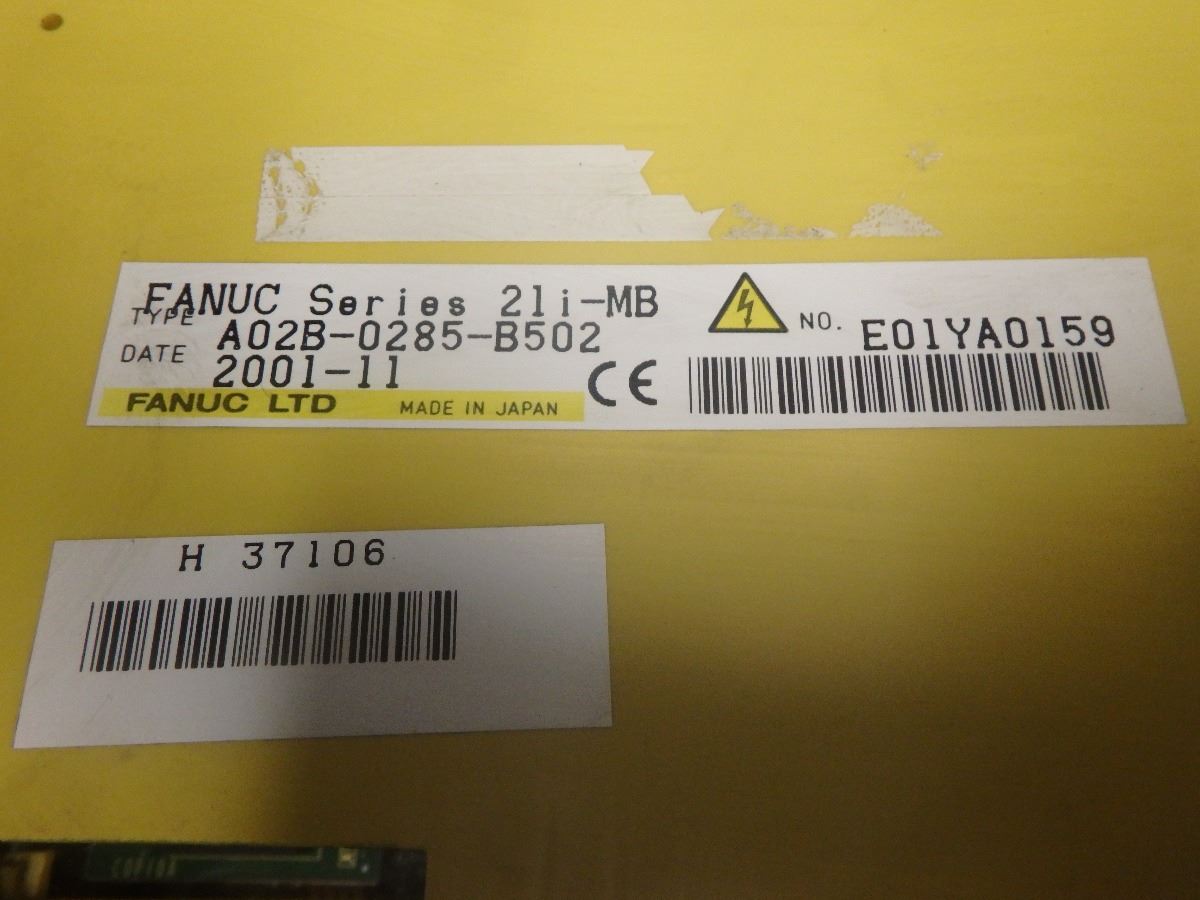 FANUC Series 21i-MB
TYPE A02B-0285-B502
DATE 2001-11
FANUC LTD MADE IN JAPAN
CE
NO. E01YA0159
H 37106